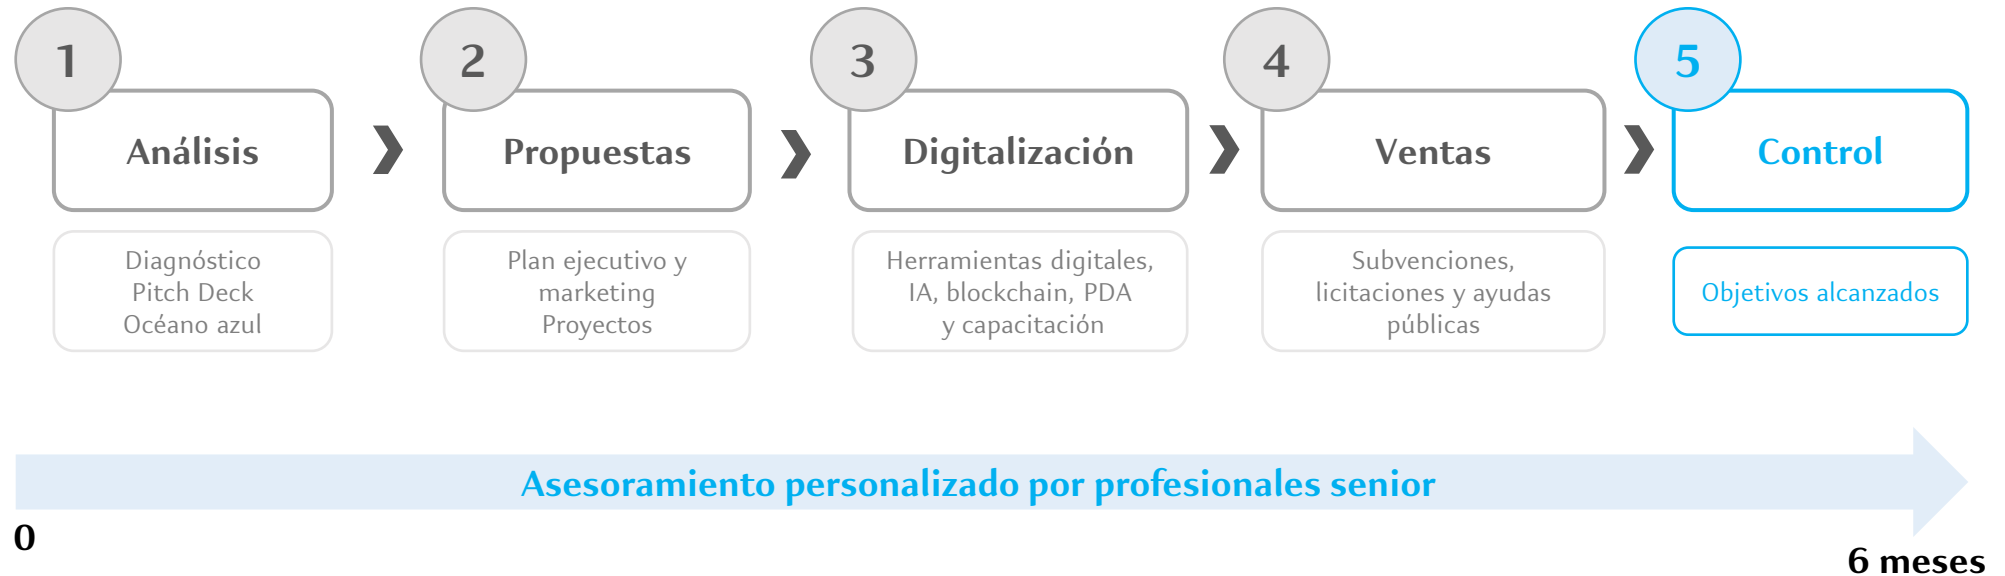 1
Análisis
Diagnóstico
Pitch Deck
Océano azul
2
Propuestas
Plan ejecutivo y
marketing
Proyectos
3
Digitalización
Herramientas digitales,
IA, blockchain, PDA
y capacitación
4
Ventas
Subvenciones,
licitaciones y ayudas
públicas
5
Control
Objetivos alcanzados
Asesoramiento personalizado por profesionales senior
0
6 meses